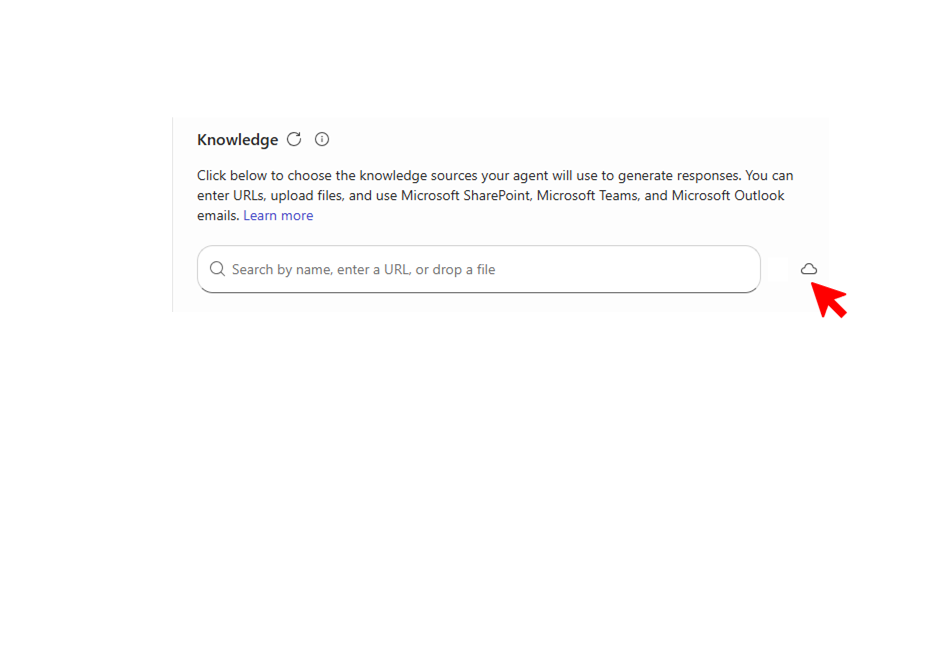 Knowledge
Click below to choose the knowledge sources your agent will use to generate responses. You can
enter URLs, upload files, and use Microsoft SharePoint, Microsoft Teams, and Microsoft Outlook
emails. Learn more
Search by name, enter a URL, or drop a file